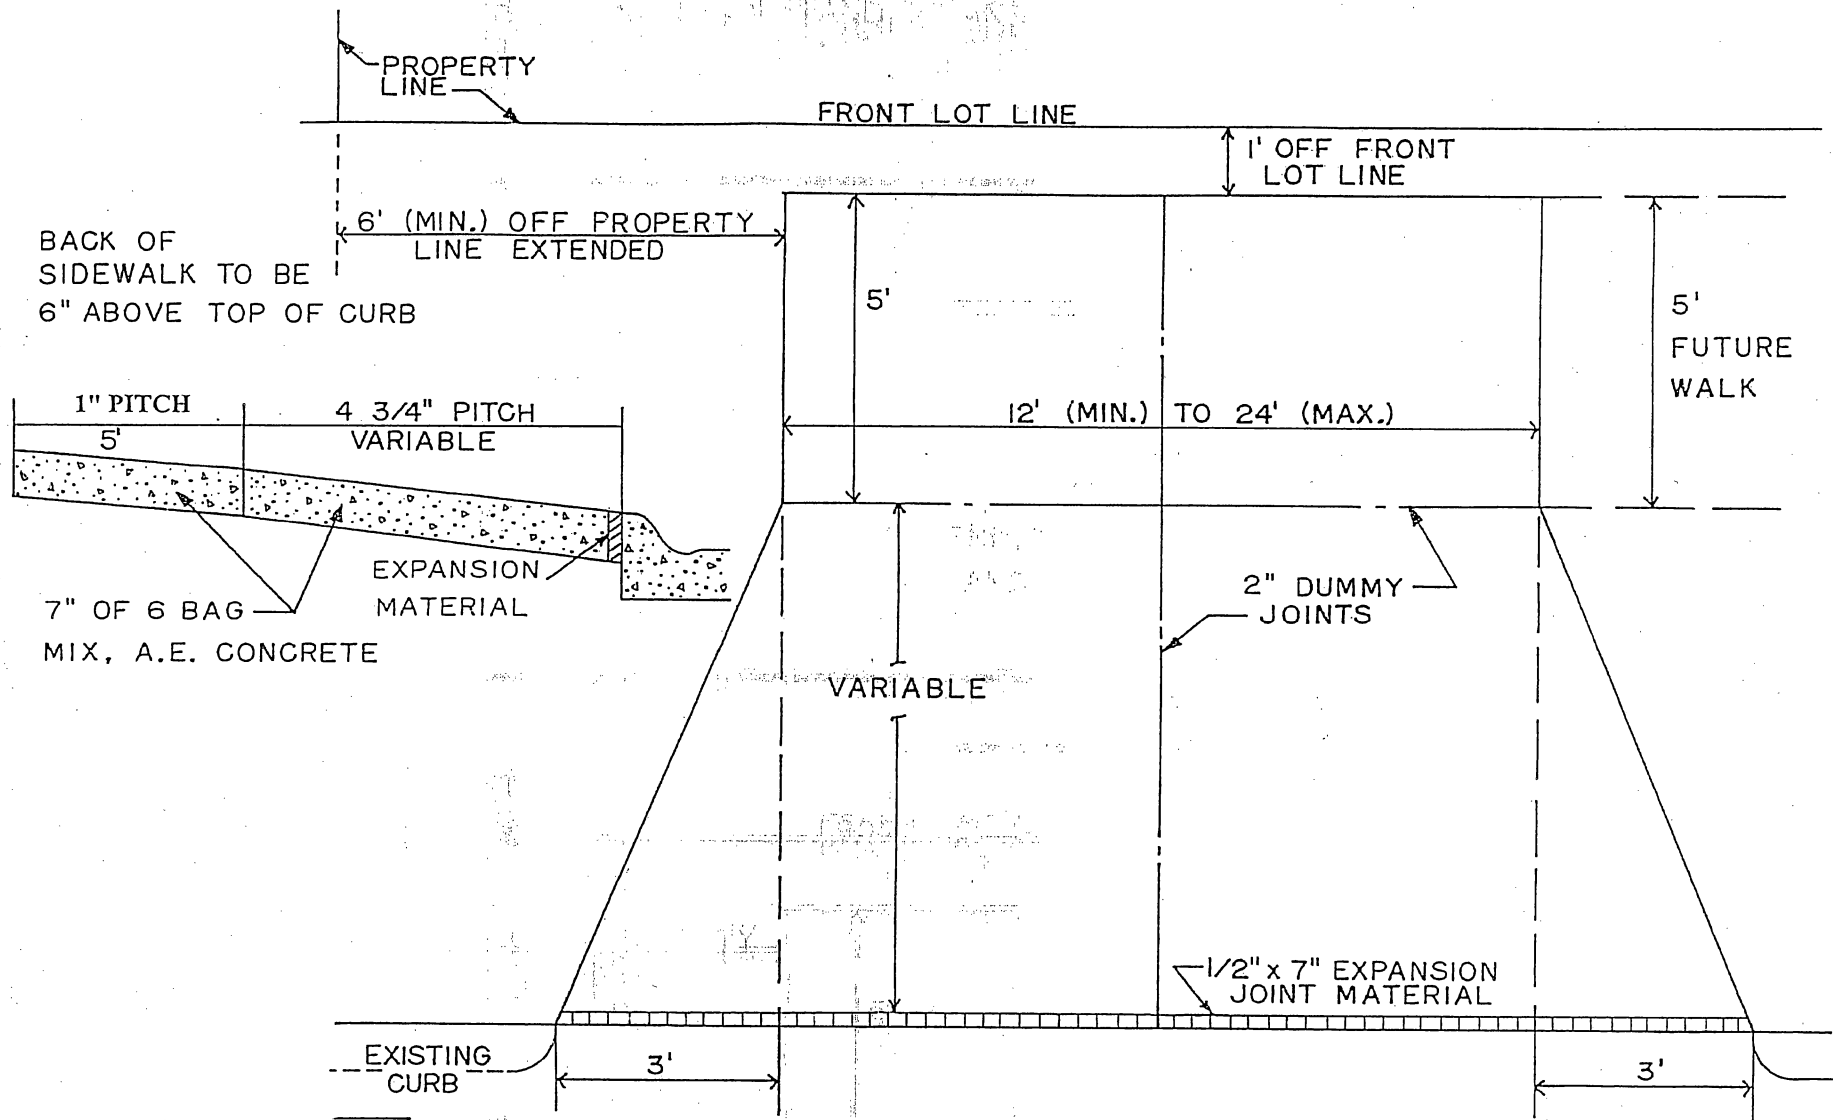 PROPERTY
LINE
FRONT LOT LINE
1' OFF FRONT
LOT LINE
6' (MIN.) OFF PROPERTY
LINE EXTENDED
BACK OF
SIDEWALK TO BE
6" ABOVE TOP OF CURB
5'
5'
FUTURE
WALK
1" PITCH
5'
4 3/4" PITCH
VARIABLE
12' (MIN.) TO 24' (MAX.)
EXPANSION
MATERIAL
7" OF 6 BAG
MIX, A.E. CONCRETE
2" DUMMY
JOINTS
VARIABLE
1/2" x 7" EXPANSION
JOINT MATERIAL
EXISTING
CURB
3'
3'